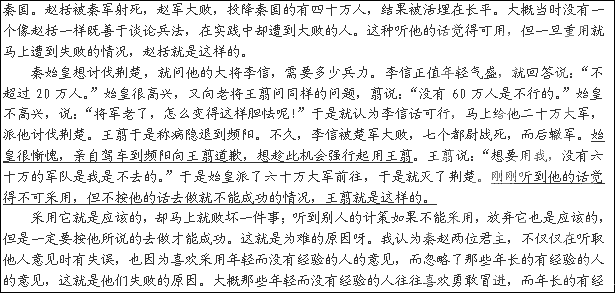 秦国。赵括被秦军射死，赵军大败，投降秦国的有四十万人，结果被活埋在长平。大概当时没有一
个像赵括一样既善于谈论兵法，在实践中却遭到大败的人。这种听他的话觉得可用，但一旦重用就
马上遭到失败的情况，赵括就是这样的。
秦始皇想讨伐荆楚，就问他的大将李信，需要多少兵力。李信正值年轻气盛，就回答说：“不
超过 20 万人。”始皇很高兴，又向老将王翦问同样的问题，翦说：“没有 60 万人是不行的。”始皇
不高兴，说：“将军老了，怎么变得这样胆怯呢！”于是就认为李信话可行，马上给他二十万大军，
派他讨伐荆楚。王翦于是称病隐退到频阳。不久，李信被楚军大败，七个都尉战死，而后辙军。始
皇很惭愧，亲自驾车到频阳向王翦道歉，想趁此机会强行起用王翦。王翦说：“想要用我，没有六
十万的军队是我是不去的。”于是始皇派了六十万大军前往，于是就灭了荆楚。刚刚听到他的话觉
得不可采用，但不按他的话去做就不能成功的情况，王翦就是这样的。
采用它就是应该的，却马上就败坏一件事；听到别人的计策如果不能采用，放弃它也是应该的，
但是一定要按他所说的去做才能成功。这就是为难的原因呀。我认为秦赵两位君主，不仅仅在听取
他人意见时有失误，也因为喜欢采用年轻而没有经验的人的意见，而忽略了那些年长的有经验的人
的意见，这就是他们失败的原因。大概那些年轻而没有经验的人往往喜欢勇敢冒进，而年长的有经